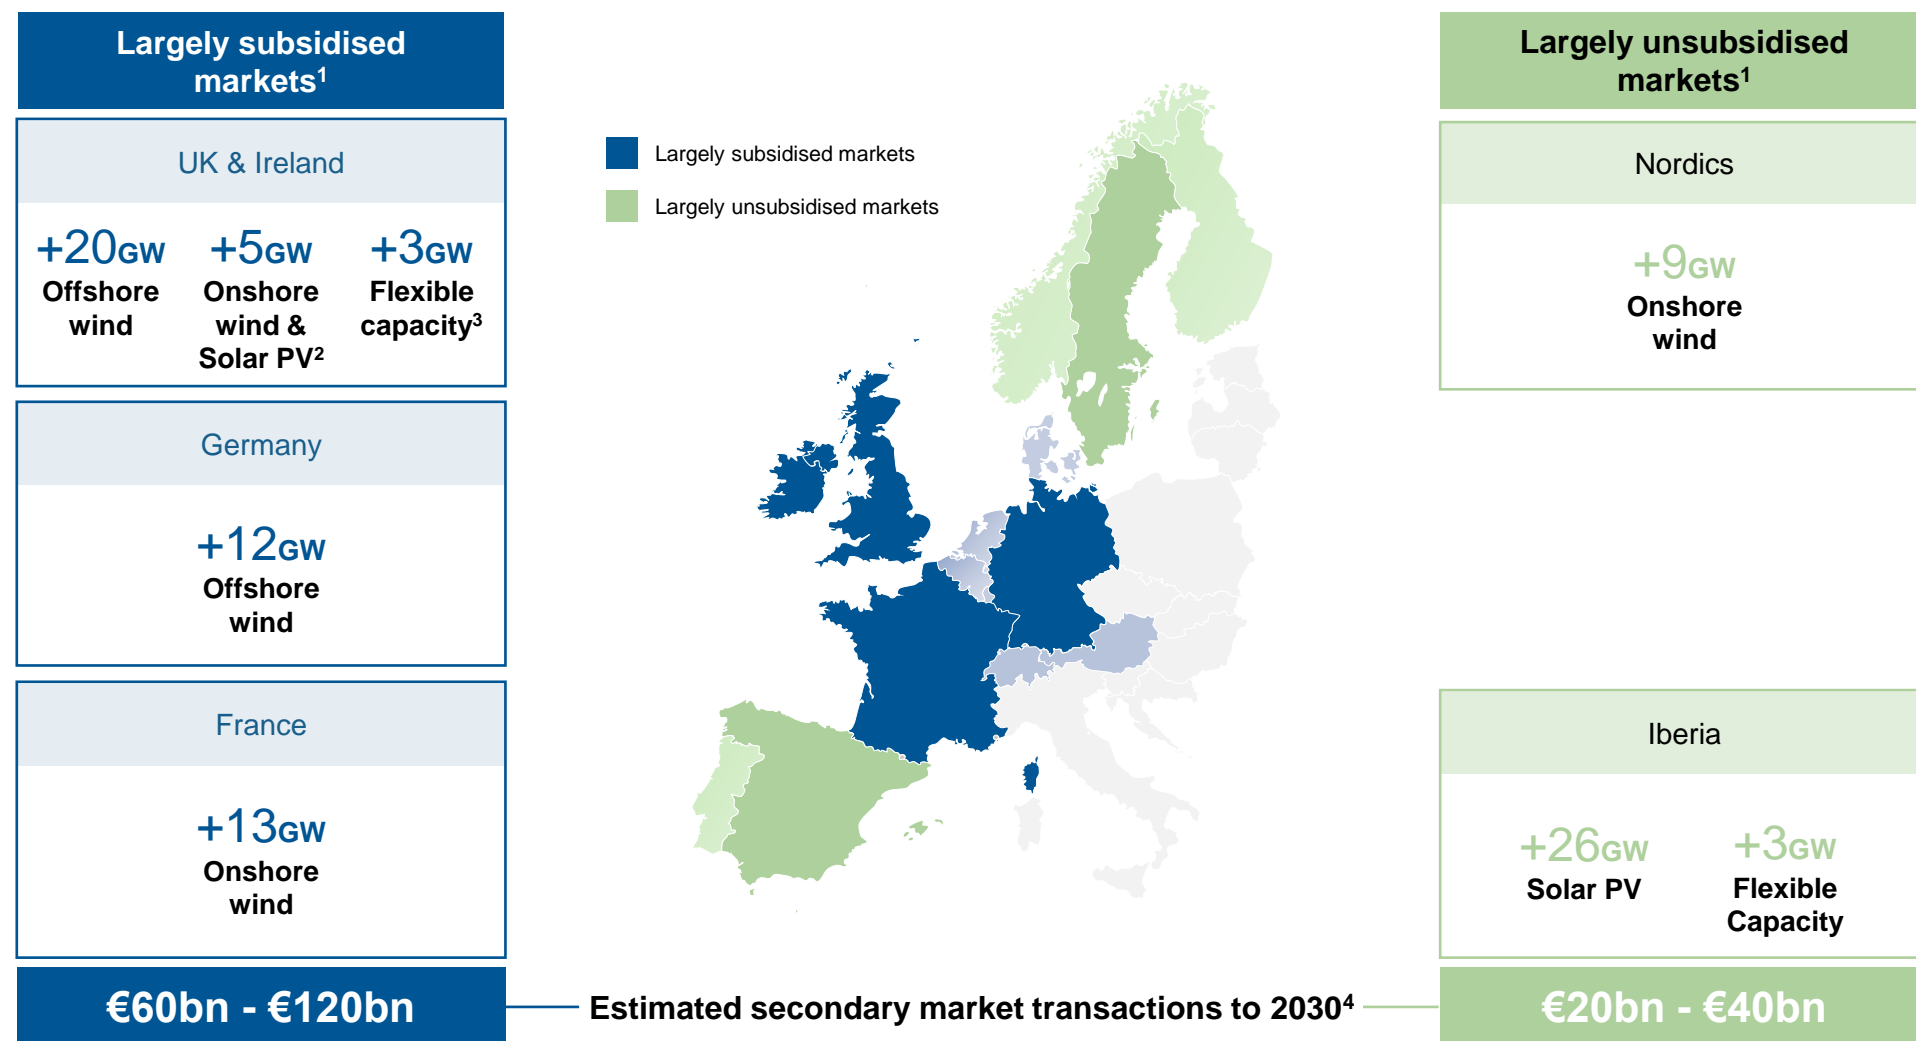 Largely subsidised
markets¹
UK & Ireland
+20GW
Offshore
wind
+5GW
Onshore
wind &
Solar PV²
+3GW
Flexible
capacity³
Germany
+12GW
Offshore
wind
France
+13GW
Onshore
wind
€60bn - €120bn
Largely subsidised markets
Largely unsubsidised markets
Estimated secondary market transactions to 2030⁴
Largely unsubsidised
markets¹
Nordics
+9GW
Onshore
wind
Iberia
+26GW
Solar PV
+3GW
Flexible
Capacity
€20bn - €40bn